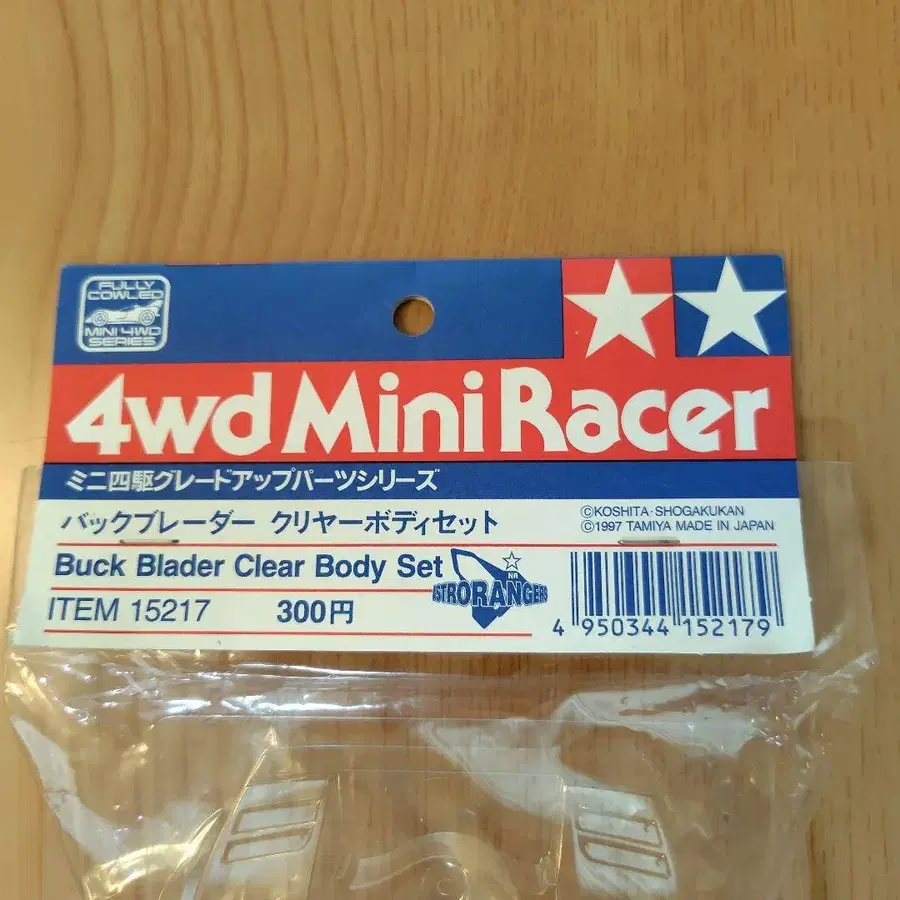 FULLY
COWLED
MINI 4WD
SERIES
4wd Mini Racer
ミニ四駆グレードアップパーツシリーズ
バックブレーダー クリヤーボディセット
©KOSHITA·SHOGAKUKAN
©1997 TAMIYA MADE IN JAPAN
Buck Blader Clear Body Set
NA
ASTRORANGERS
ITEM 15217 300円
4 950344 152179